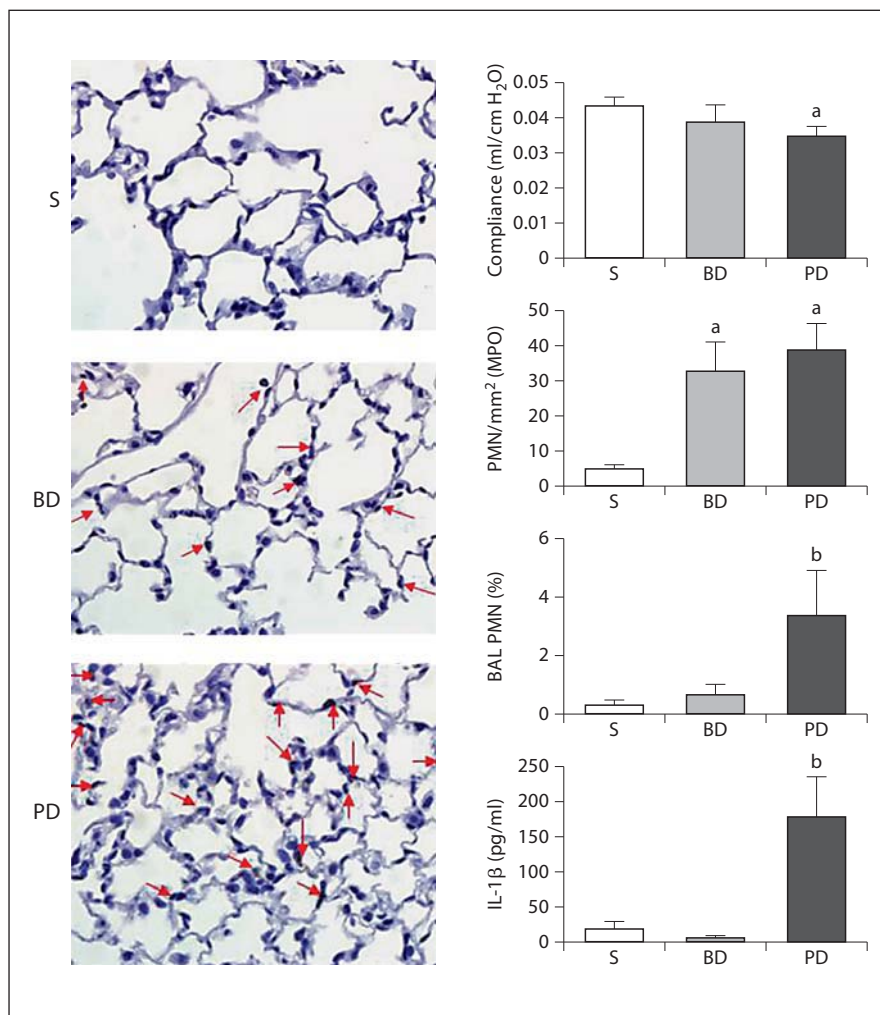 S
BD
PD
Compliance (ml/cm H₂O)
0.05
0.04
0.03
0.02
0.01
0
a
S BD PD
PMN/mm² (MPO)
50
40
30
20
10
0
a a
S BD PD
BAL PMN (%)
6
4
2
0
b
S BD PD
IL-1β (pg/ml)
250
200
150
100
50
0
b
S BD PD